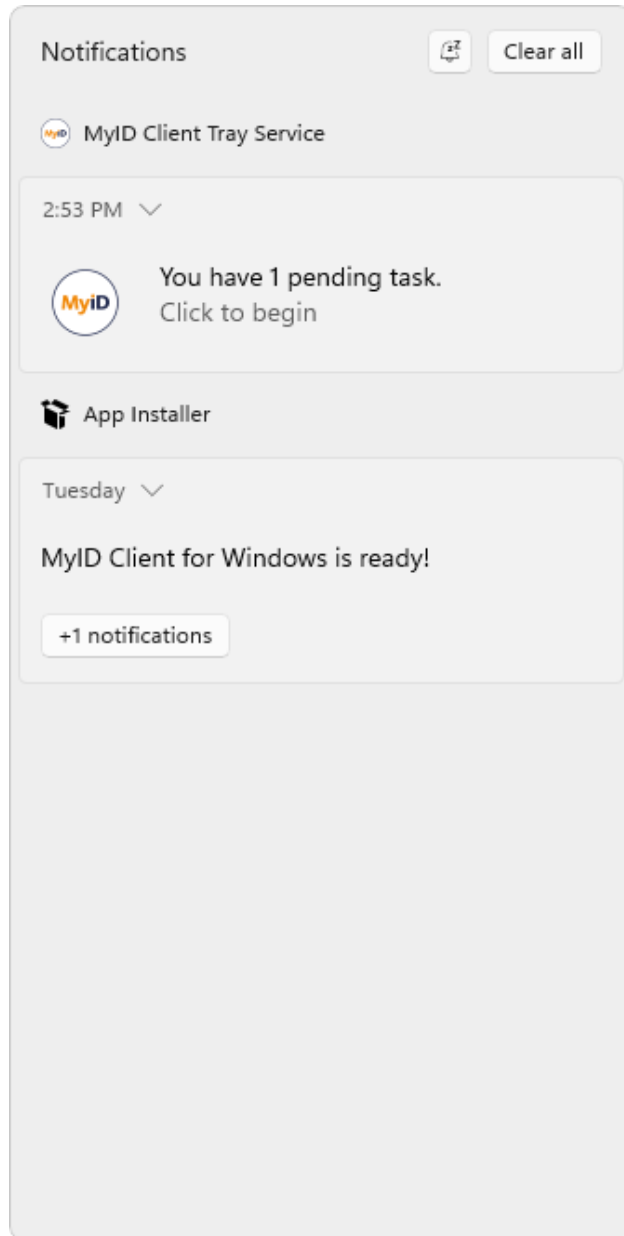 Notifications
Clear all
MyID
MyID Client Tray Service
2:53 PM
MyiD
You have 1 pending task.
Click to begin
App Installer
Tuesday
MyID Client for Windows is ready!
+1 notifications